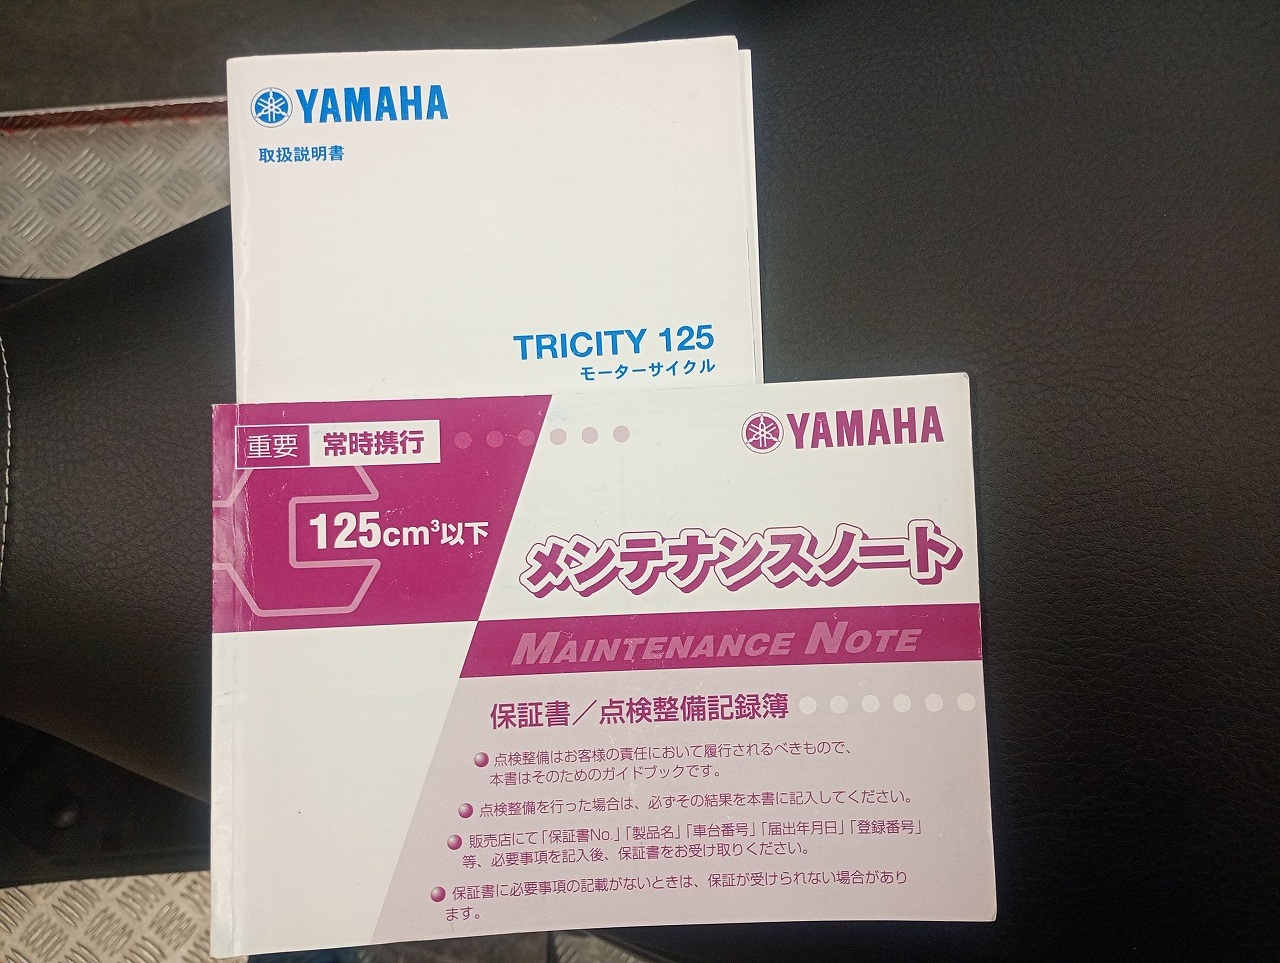 YAMAHA
取扱説明書
TRICITY 125
モーターサイクル
重要 常時携行
YAMAHA
125cm³以下
メンテナンスノート
MAINTENANCE NOTE
保証書／点検整備記録簿
点検整備はお客様の責任において履行されるべきもので、
本書はそのためのガイドブックです。
点検整備を行った場合は、必ずその結果を本書に記入してください。
販売店にて「保証書No.」「製品名」「車台番号」「届出年月日」「登録番号」
等、必要事項を記入後、保証書をお受け取りください。
保証書に必要事項の記載がないときは、保証が受けられない場合があり
ます。